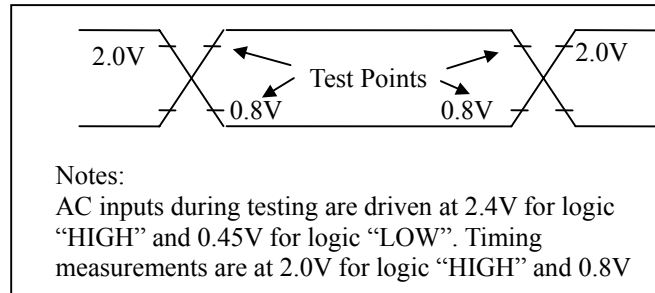 2.0V 2.0V
Test Points
0.8V 0.8V
Notes:
AC inputs during testing are driven at 2.4V for logic
“HIGH” and 0.45V for logic “LOW”. Timing
measurements are at 2.0V for logic “HIGH” and 0.8V